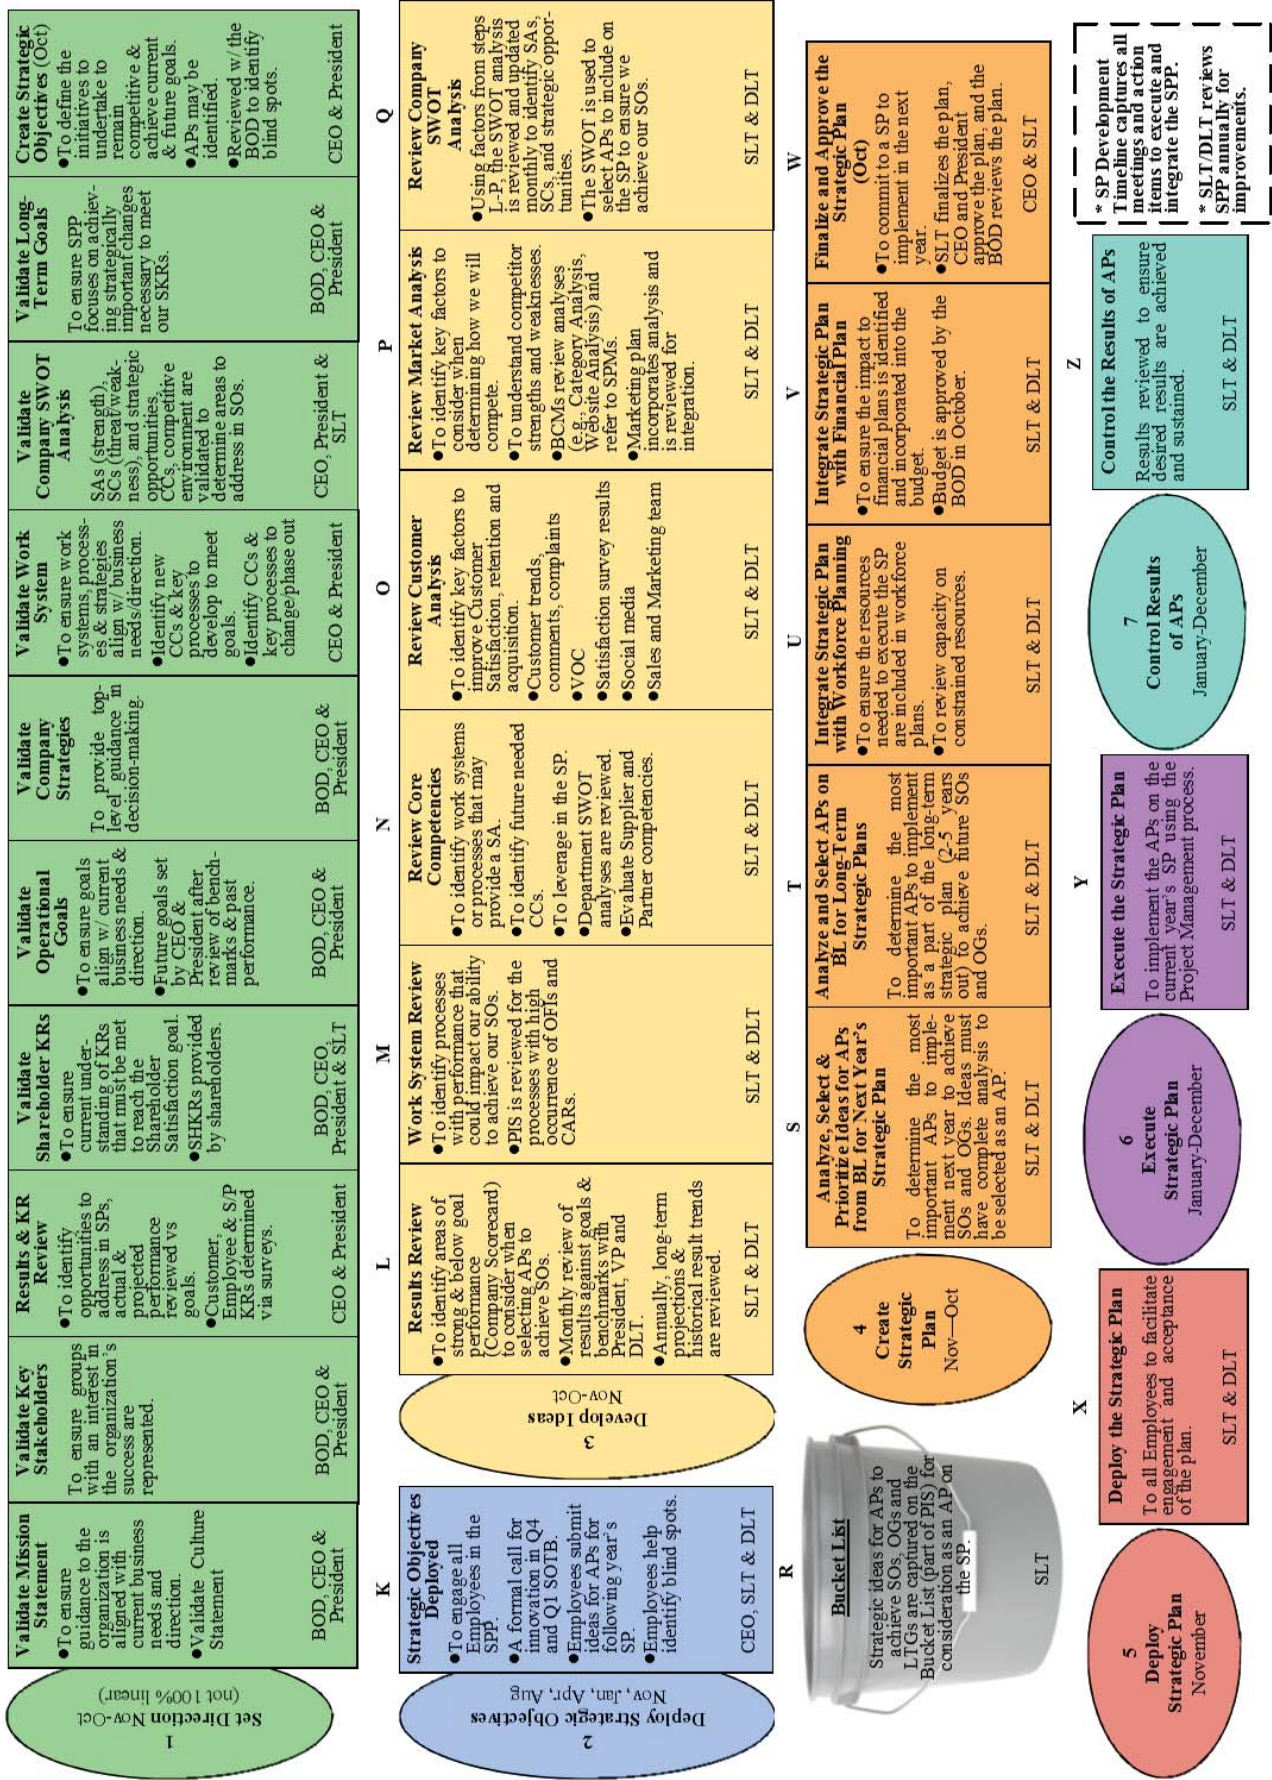 1
Set Direction Nov-Oct
(not 100% linear)
Validate Mission
Statement
●To ensure
guidance to the
organization is
aligned with
current business
needs and
direction.
●Validate Culture
Statement
BOD, CEO &
President
Validate Key
Stakeholders
To ensure groups
with an interest in
the organization's
success are
represented.
BOD, CEO &
President
Results & KR
Review
●To identify
opportunities to
address in SPs,
actual &
projected
performance
reviewed vs
goals.
●Customer,
Employee & S/P
KRs determined
via surveys.
CEO & President
Validate
Shareholder KRs
●To ensure
current under-
standing of KRs
that must be met
to reach the
Shareholder
Satisfaction goal.
●SHKRs provided
by shareholders.
BOD, CEO,
President & SLT
Validate
Operational
Goals
●To ensure goals
align w/ current
business needs &
direction.
●Future goals set
by CEO &
President after
review of bench-
marks & past
performance.
BOD, CEO &
President
Validate
Company
Strategies
To provide top-
level guidance in
decision-making.
BOD, CEO &
President
Validate Work
System
●To ensure work
systems, process-
es & strategies
align w/ business
needs/direction.
●Identify new
CCs & key
processes to
develop to meet
goals.
●Identify CCs &
key processes to
change/phase out
CEO & President
Validate
Company SWOT
Analysis
SAs (strength),
SCs (threat/weak-
ness), and strategic
opportunities,
CCs, competitive
environment are
validated to
determine areas to
address in SOs.
CEO, President &
SLT
Validate Long-
Term Goals
To ensure SPP
focuses on achiev-
ing strategically
important changes
necessary to meet
our SKRs.
BOD, CEO &
President
Create Strategic
Objectives (Oct)
●To define the
initiatives to
undertake to
remain
competitive &
achieve current
& future goals.
●APs may be
identified.
●Reviewed w/ the
BOD to identify
blind spots.
CEO & President
2
Deploy Strategic Objectives
Nov, Jan, Apr, Aug
K
Strategic Objectives
Deployed
●To engage all
Employees in the
SPP.
●A formal call for
innovation in Q4
and Q1 SOTB.
●Employees submit
ideas for APs for
following year's
SP.
●Employees help
identify blind spots.
CEO, SLT & DLT
3
Develop Ideas
Nov-Oct
L
Results Review
●To identify areas of
strong & below goal
performance
(Company Scorecard)
to consider when
selecting APs to
achieve SOs.
●Monthly review of
results against goals &
benchmarks with
President, VP and
DLT.
●Annually, long-term
projections &
historical result trends
are reviewed.
SLT & DLT
M
Work System Review
●To identify processes
with performance that
could impact our ability
to achieve our SOs.
●PIS is reviewed for the
processes with high
occurrence of OFIs and
CARs.
SLT & DLT
N
Review Core
Competencies
●To identify work systems
or processes that may
provide a SA.
●To identify future needed
CCs.
●To leverage in the SP.
●Department SWOT
analyses are reviewed.
●Evaluate Supplier and
Partner competencies.
SLT & DLT
O
Review Customer
Analysis
●To identify key factors to
improve Customer
Satisfaction, retention and
acquisition.
●Customer trends,
comments, complaints
●VOC
●Satisfaction survey results
●Social media
●Sales and Marketing team
SLT & DLT
P
Review Market Analysis
●To identify key factors to
consider when
determining how we will
compete.
●To understand competitor
strengths and weaknesses.
●BCMs review analyses
(e.g., Category Analysis,
Website Analysis) and
refer to SPMs.
●Marketing plan
incorporates analysis and
is reviewed for
integration.
SLT & DLT
Q
Review Company
SWOT
Analysis
●Using factors from steps
L-P, the SWOT analysis
is reviewed and updated
monthly to identify SAs,
SCs, and strategic oppor-
tunities.
●The SWOT is used to
select APs to include on
the SP to ensure we
achieve our SOs.
SLT & DLT
R
Bucket List
Strategic ideas for APs to
achieve SOs, OGs and
LTGs are captured on the
Bucket List (part of PIS) for
consideration as an AP on
the SP.
SLT
4
Create
Strategic
Plan
Nov—Oct
S
Analyze, Select &
Prioritize Ideas for APs
from BL for Next Year's
Strategic Plan
To determine the most
important APs to imple-
ment next year to achieve
SOs and OGs. Ideas must
have complete analysis to
be selected as an AP.
SLT & DLT
T
Analyze and Select APs on
BL for Long-Term
Strategic Plans
To determine the most
important APs to implement
as a part of the long-term
strategic plan (2-5 years
out) to achieve future SOs
and OGs.
SLT & DLT
U
Integrate Strategic Plan
with Workforce Planning
●To ensure the resources
needed to execute the SP
are included in workforce
plans.
●To review capacity on
constrained resources.
SLT & DLT
V
Integrate Strategic Plan
with Financial Plan
●To ensure the impact to
financial plans is identified
and incorporated into the
budget.
●Budget is approved by the
BOD in October.
SLT & DLT
W
Finalize and Approve the
Strategic Plan
(Oct)
●To commit to a SP to
implement in the next
year.
●SLT finalizes the plan,
CEO and President
approve the plan, and the
BOD reviews the plan.
CEO & SLT
5
Deploy
Strategic Plan
November
X
Deploy the Strategic Plan
To all Employees to facilitate
engagement and acceptance
of the plan.
SLT & DLT
6
Execute
Strategic Plan
January-December
Y
Execute the Strategic Plan
To implement the APs on the
current year's SP using the
Project Management process.
SLT & DLT
7
Control Results
of APs
January-December
Z
Control the Results of APs
Results reviewed to ensure
desired results are achieved
and sustained.
SLT & DLT
* SP Development
Timeline captures all
meetings and action
items to execute and
integrate the SPP.
* SLT/DLT reviews
SPP annually for
improvements.